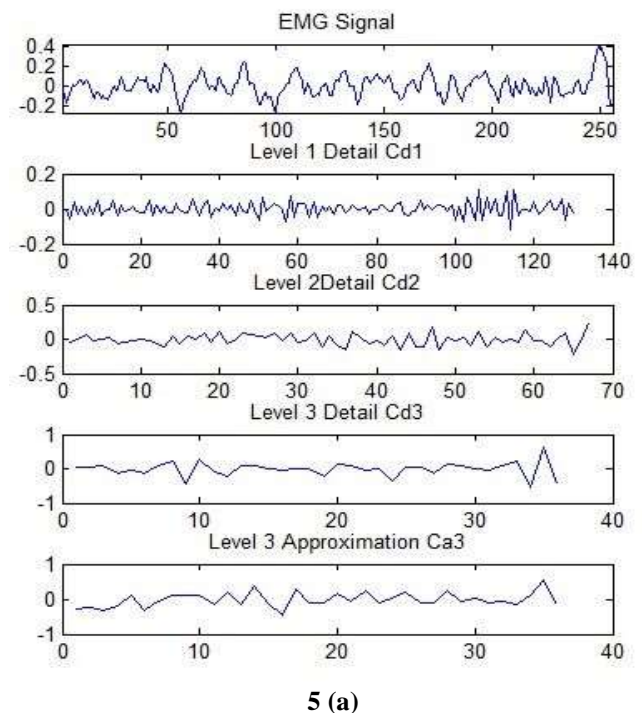 EMG Signal
0.4
0.2
0
-0.2
50 100 150 200 250
Level 1 Detail Cd1
0.2
0
-0.2
0 20 40 60 80 100 120 140
Level 2Detail Cd2
0.5
0
-0.5
0 10 20 30 40 50 60 70
Level 3 Detail Cd3
1
0
-1
0 10 20 30 40
Level 3 Approximation Ca3
1
0
-1
0 10 20 30 40
5 (a)